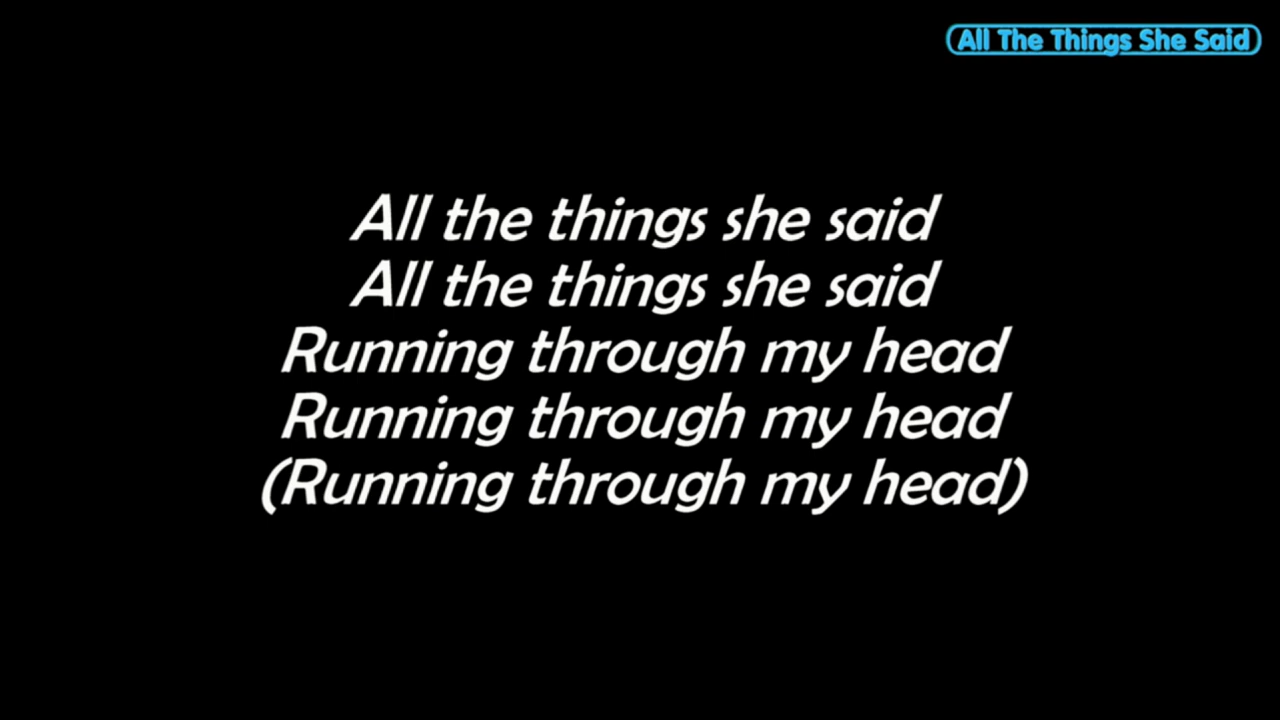 All The Things She Said
All the things she said
All the things she said
Running through my head
Running through my head
(Running through my head)